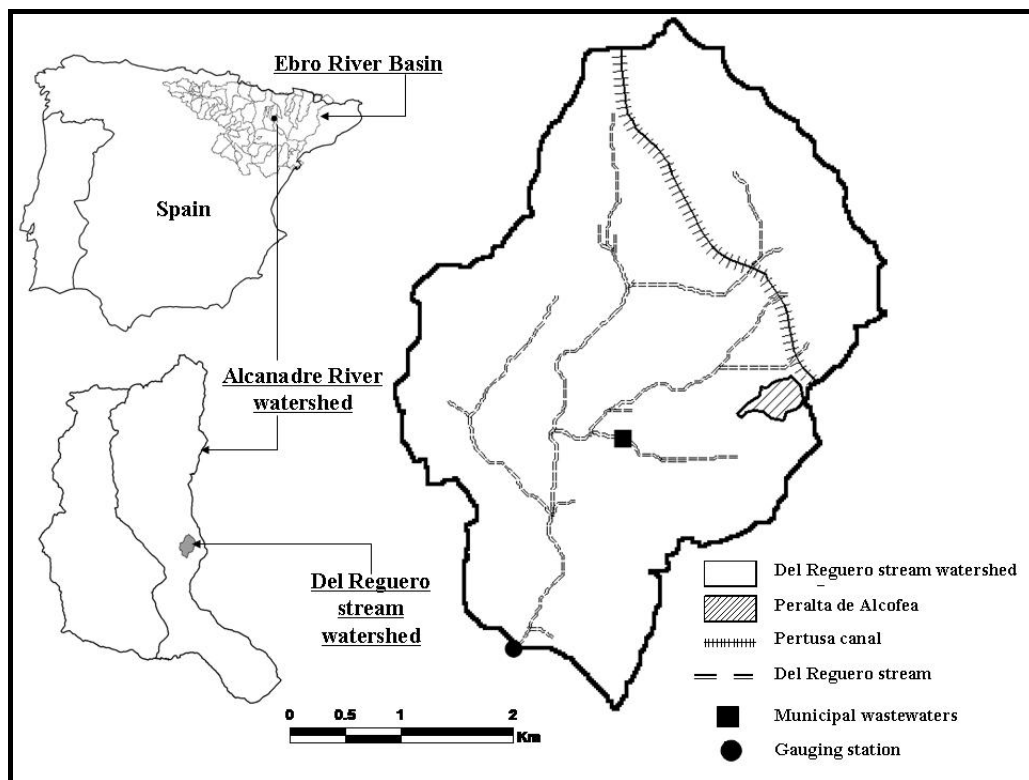 Ebro River Basin
Spain
Alcanadre River
watershed
Del Reguero
stream
watershed
0 0.5 1 2
Km
Del Reguero stream watershed
Peralta de Alcofea
Pertusa canal
Del Reguero stream
Municipal wastewaters
Gauging station